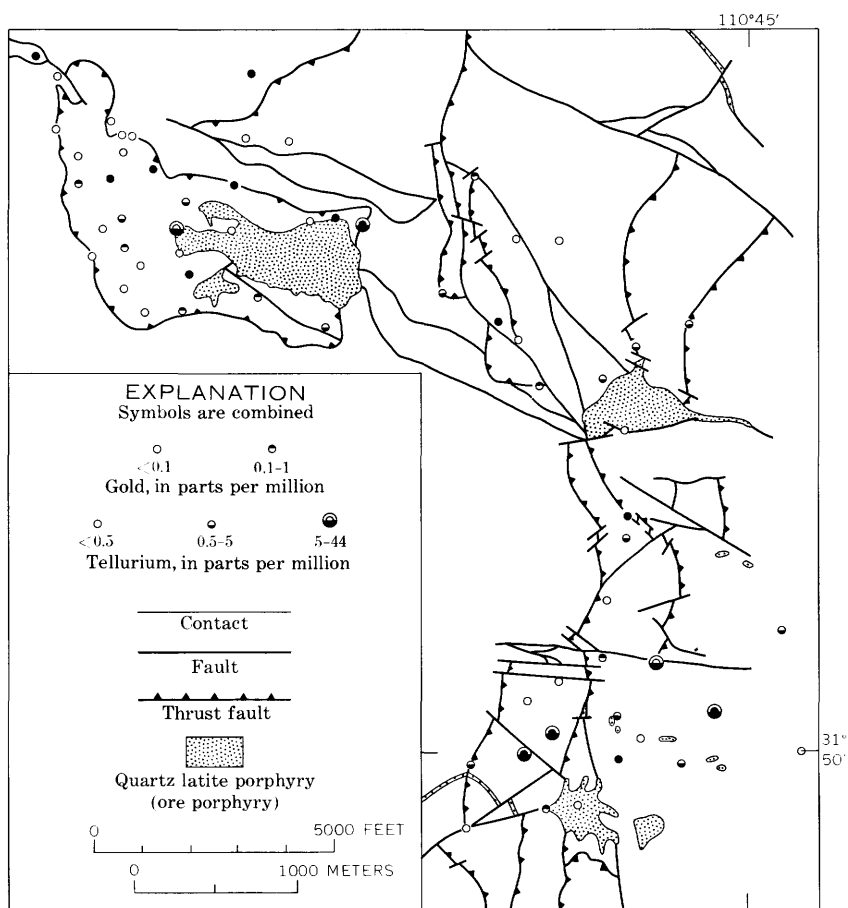 110°45′
EXPLANATION
Symbols are combined
<0.1 0.1-1
Gold, in parts per million
<0.5 0.5-5 5-44
Tellurium, in parts per million
Contact
Fault
Thrust fault
Quartz latite porphyry
(ore porphyry)
0 5000 FEET
0 1000 METERS
31°
50′